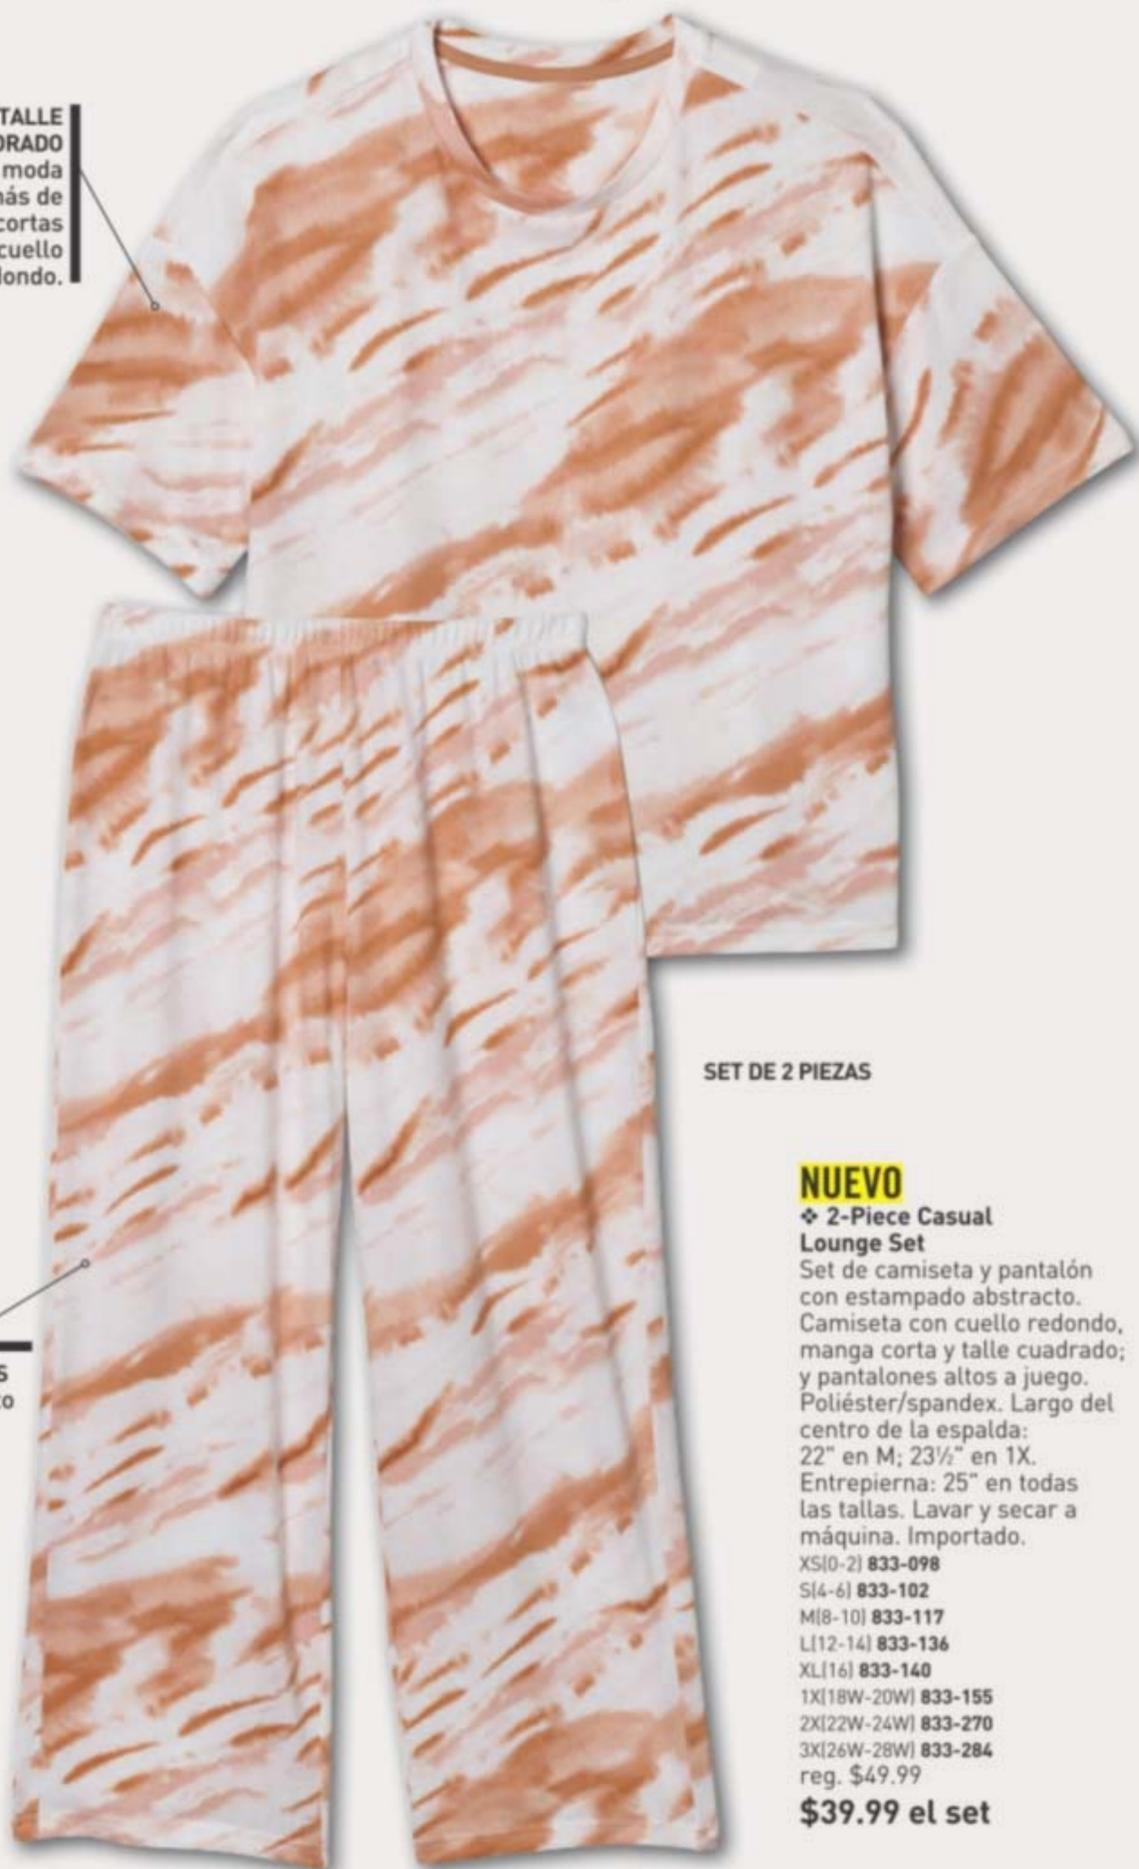 TALLE
moda
de
cortas
cuello
SET DE 2 PIEZAS
NUEVO
❖ 2-Piece Casual
Lounge Set
Set de camiseta y pantalón
con estampado abstracto.
Camiseta con cuello redondo,
manga corta y talle cuadrado;
y pantalones altos a juego.
Poliéster/spandex. Largo del
centro de la espalda:
22" en M; 23½" en 1X.
Entrepierna: 25" en todas
las tallas. Lavar y secar a
máquina. Importado.
XS(0-2) 833-098
S(4-6) 833-102
M(8-10) 833-117
L(12-14) 833-136
XL(16) 833-140
1X(18W-20W) 833-155
2X(22W-24W) 833-270
3X(26W-28W) 833-284
reg. $49.99
$39.99 el set